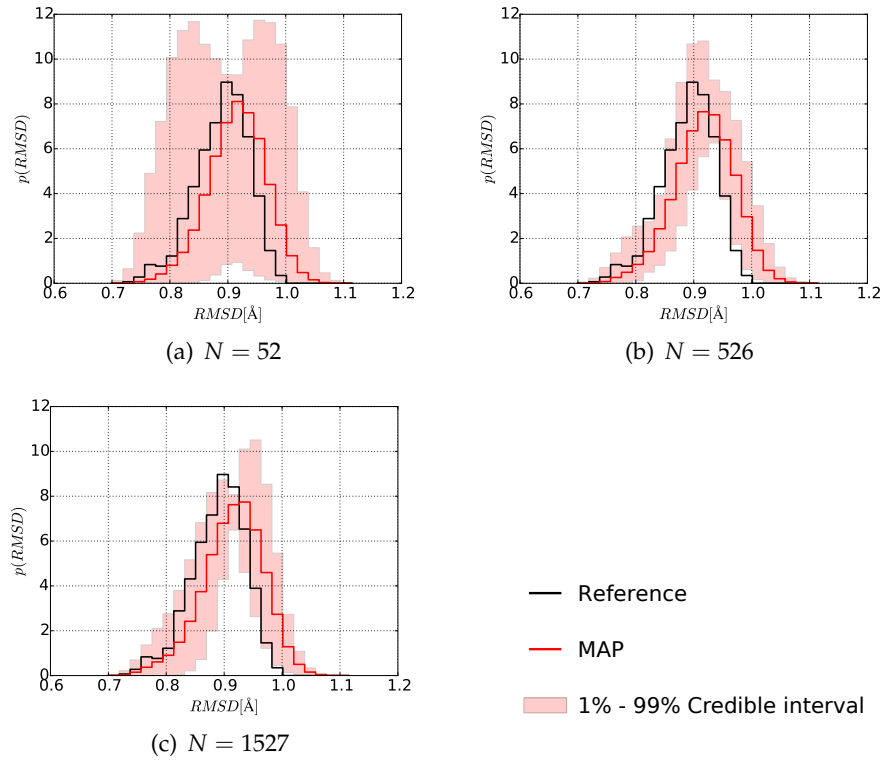 12
10
8
6
4
2
0
p(RMSD)
0.6 0.7 0.8 0.9 1.0 1.1 1.2
RMSD[Å]
(a) N = 52
12
10
8
6
4
2
0
p(RMSD)
0.6 0.7 0.8 0.9 1.0 1.1 1.2
RMSD[Å]
(b) N = 526
12
10
8
6
4
2
0
p(RMSD)
0.6 0.7 0.8 0.9 1.0 1.1 1.2
RMSD[Å]
(c) N = 1527
Reference
MAP
1% - 99% Credible interval